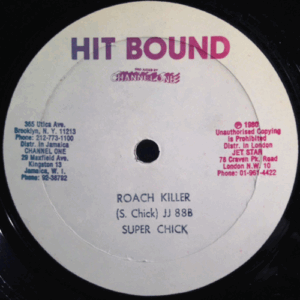 HIT BOUND
THE SOUND OF
CHANNEL ONE
365 Utica Ave.
Brooklyn, N. Y. 11213
Phone: 212-773-1100
Distr. in Jamaica
CHANNEL ONE
29 Maxfield Ave.
Kingston 13
Jamaica, W. I.
Phone: 92-36792
℗ 1980
Unauthorised Copying
is Prohibited
Distr. in London
JET STAR
78 Craven Pk. Road
London N.W. 10
Phone: 01-961-4422
ROACH KILLER
(S. Chick) JJ 888
SUPER CHICK